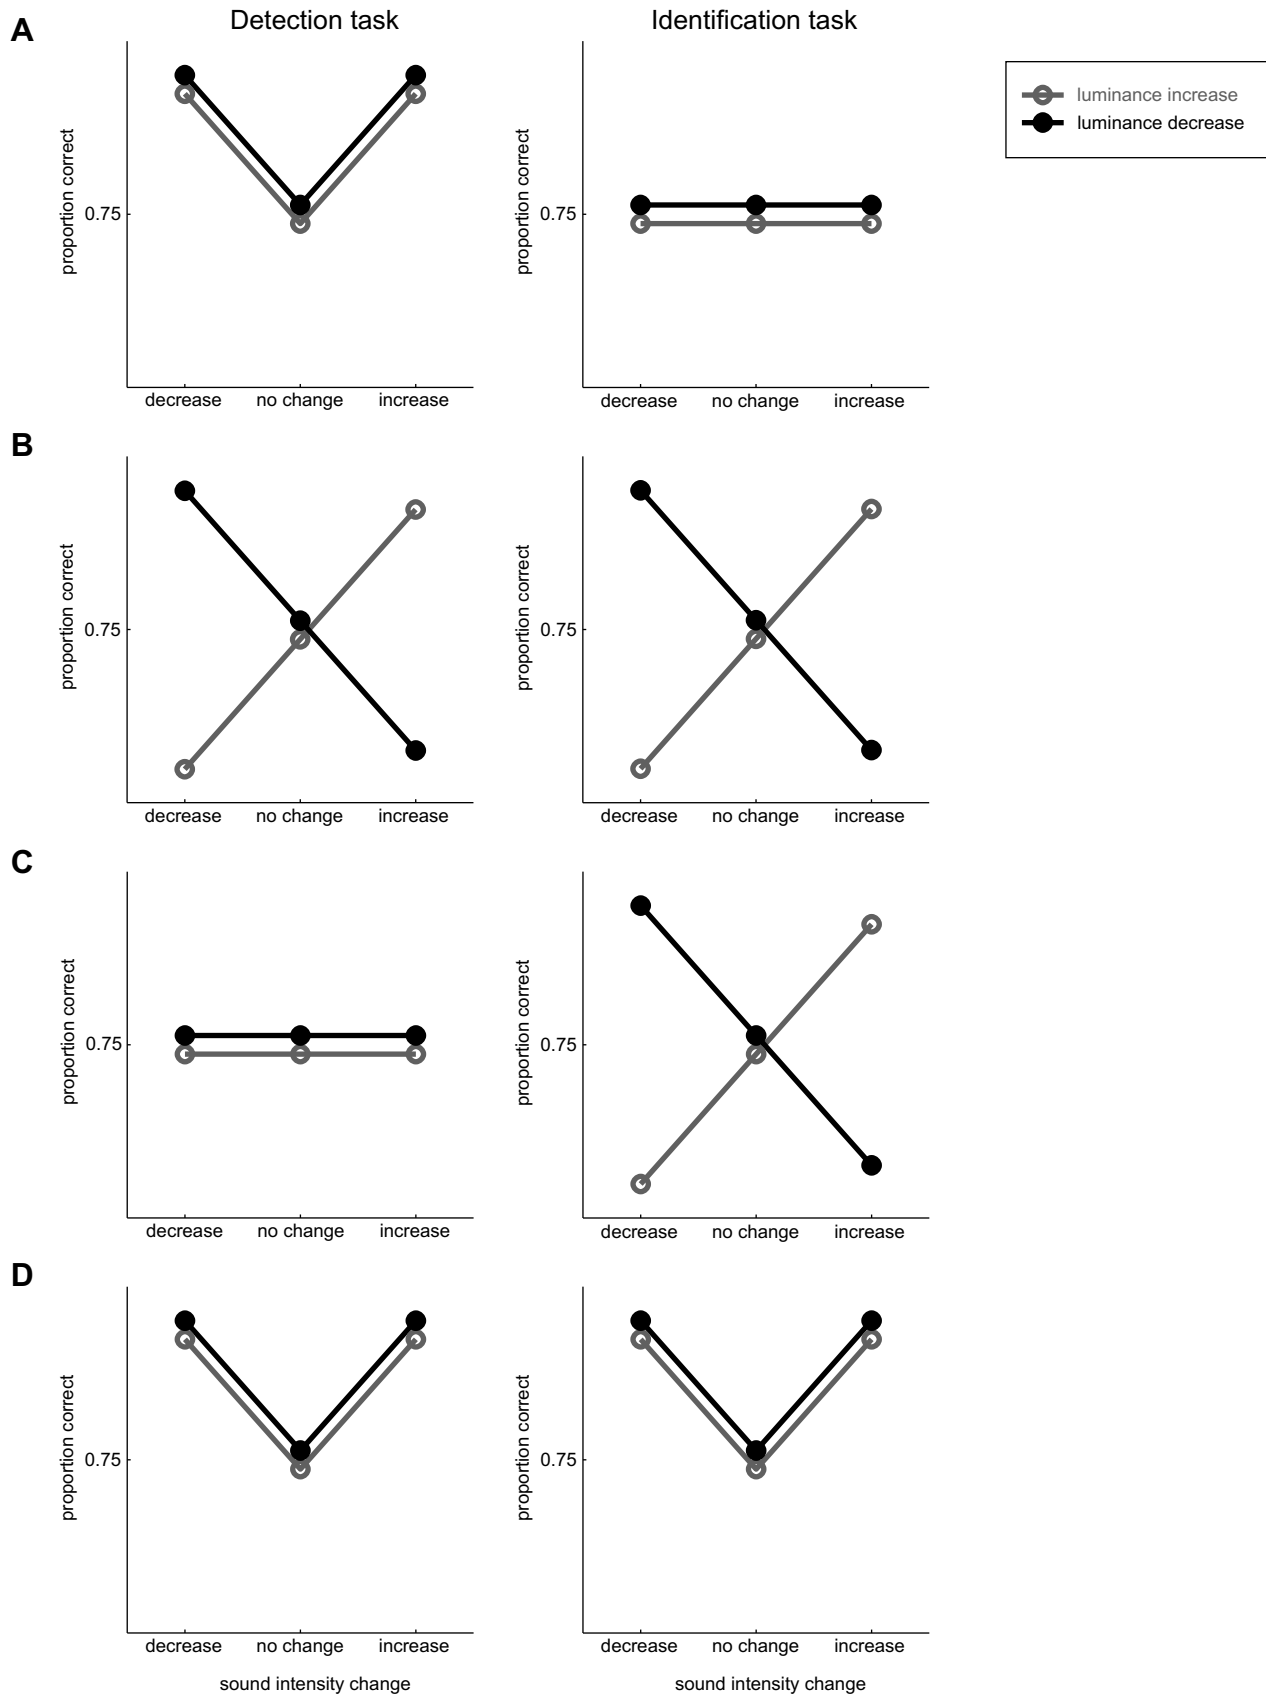 A
Detection task
Identification task
luminance increase
luminance decrease
proportion correct
0.75
decrease no change increase
proportion correct
0.75
decrease no change increase
B
proportion correct
0.75
decrease no change increase
proportion correct
0.75
decrease no change increase
C
proportion correct
0.75
decrease no change increase
proportion correct
0.75
decrease no change increase
D
proportion correct
0.75
decrease no change increase
sound intensity change
proportion correct
0.75
decrease no change increase
sound intensity change